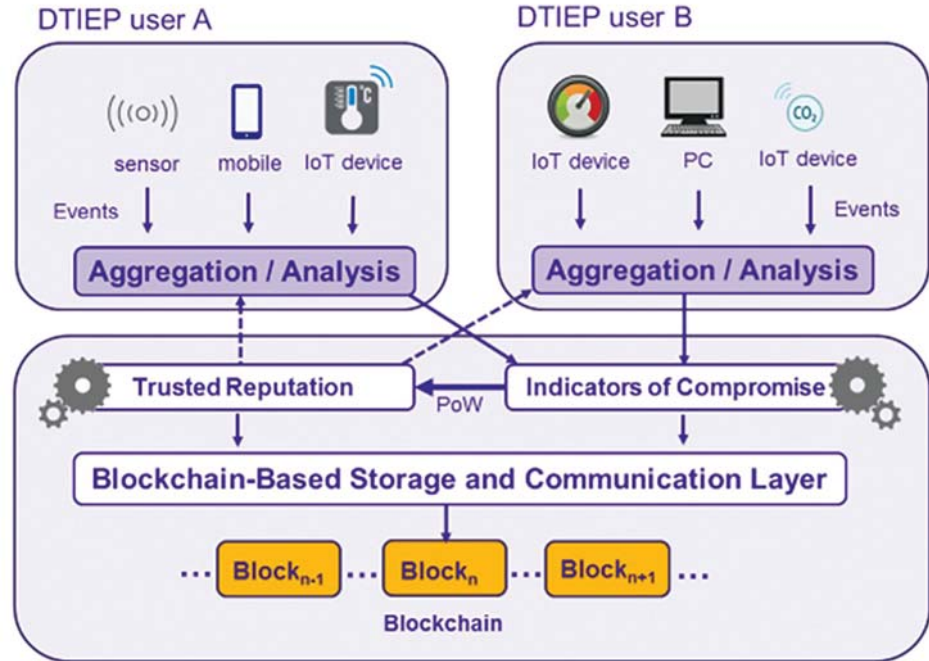 DTIEP user A
DTIEP user B
°C
CO₂
sensor
mobile
IoT device
IoT device
PC
IoT device
Events
Events
Aggregation / Analysis
Aggregation / Analysis
Trusted Reputation
PoW
Indicators of Compromise
Blockchain-Based Storage and Communication Layer
... Blockn-1 ... Blockn ... Blockn+1 ...
Blockchain